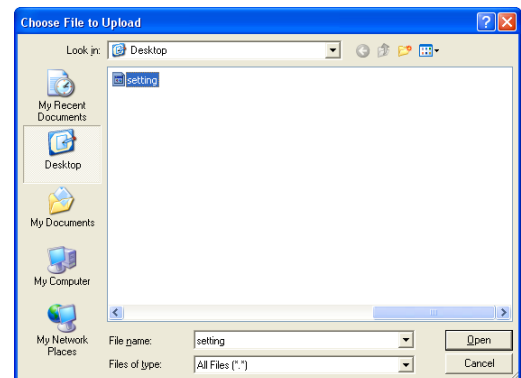 Choose File to Upload
Look in: Desktop
setting
My Recent
Documents
Desktop
My Documents
My Computer
My Network
Places
File name: setting
Open
Files of type: All Files (*.*)
Cancel